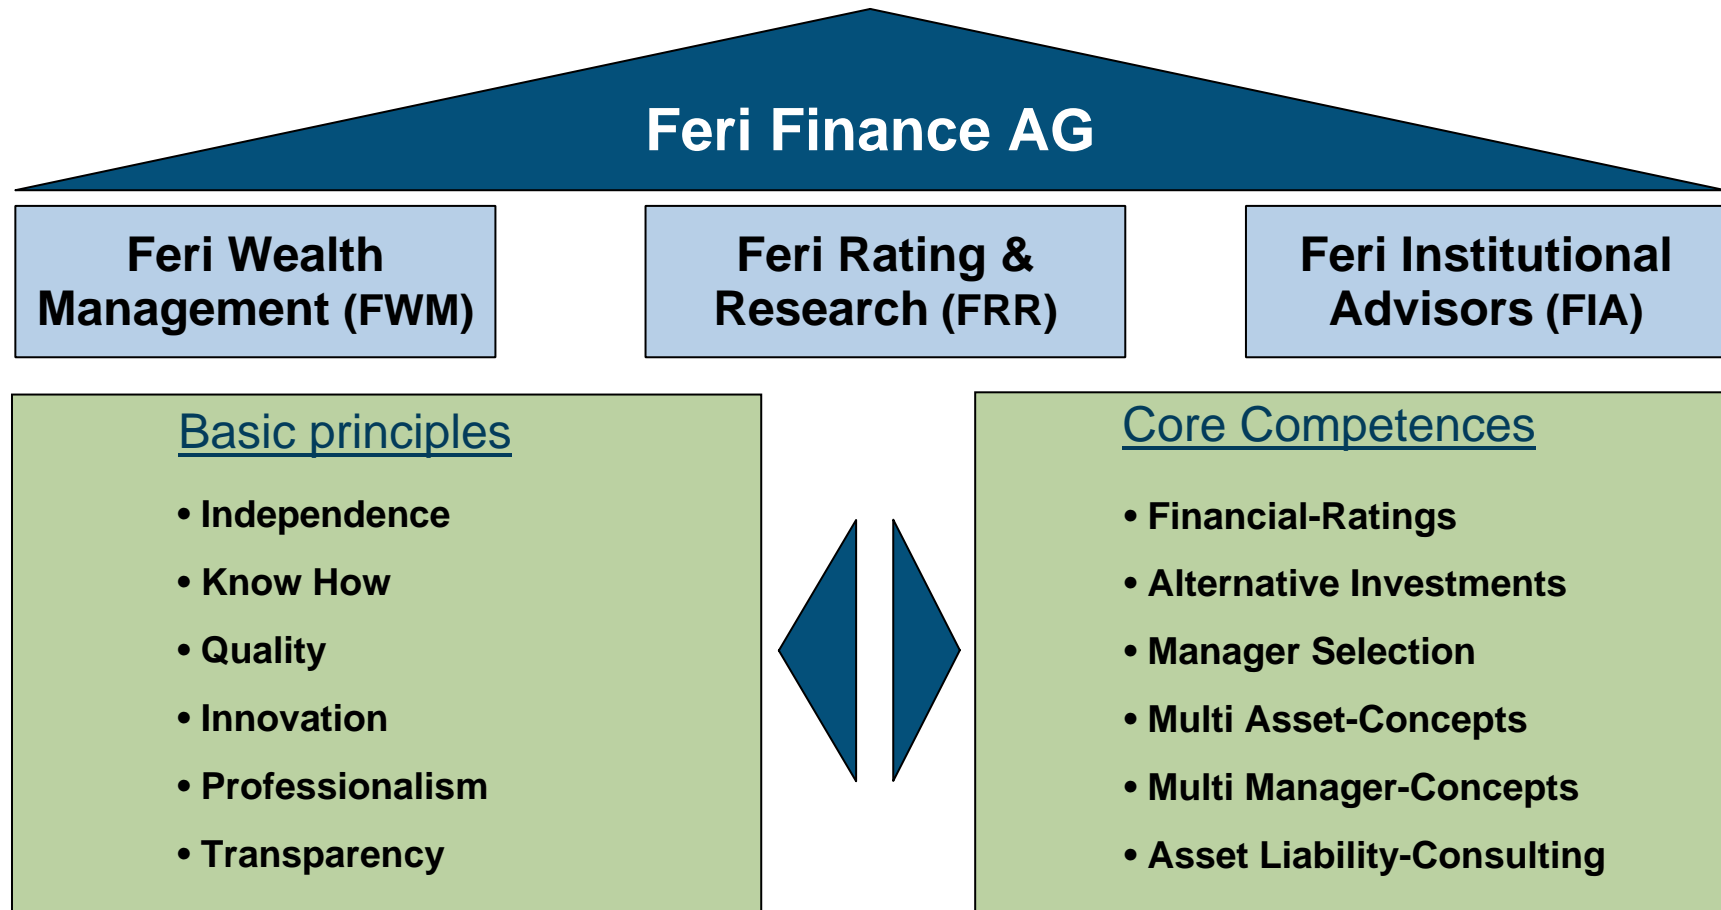 Feri Finance AG
Feri Wealth
Management (FWM)
Feri Rating &
Research (FRR)
Feri Institutional
Advisors (FIA)
Basic principles
• Independence
• Know How
• Quality
• Innovation
• Professionalism
• Transparency
Core Competences
• Financial-Ratings
• Alternative Investments
• Manager Selection
• Multi Asset-Concepts
• Multi Manager-Concepts
• Asset Liability-Consulting